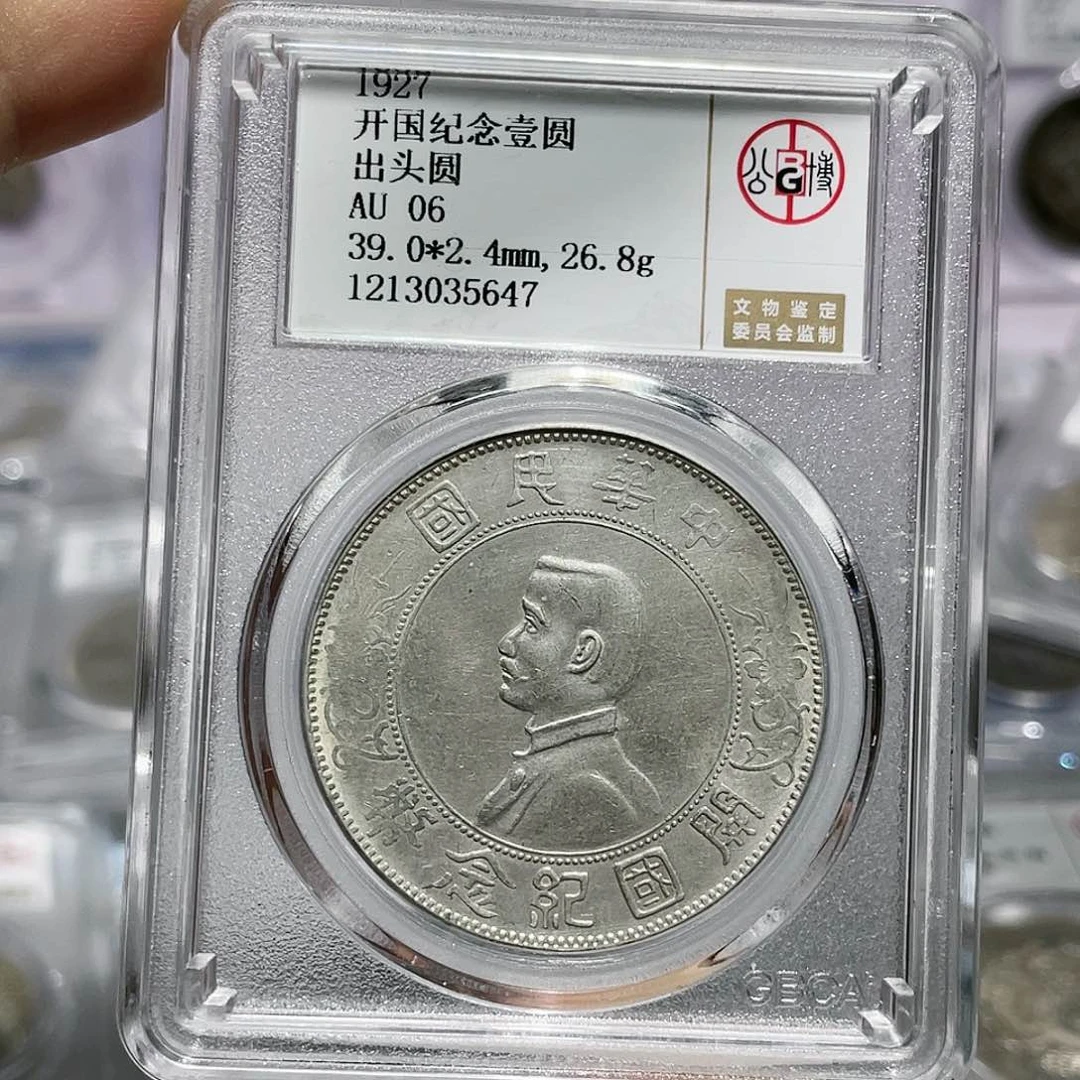 1927
开国纪念壹圆
出头圆
AU 06
39.0*2.4mm,26.8g
1213035647
公 BG 博
文物鉴定
委员会监制
中華民國
開國紀念幣
GBCA